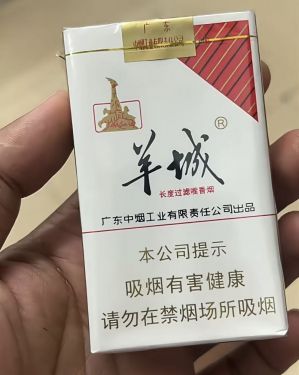 广东
羊城®
长度过滤嘴香烟
广东中烟工业有限责任公司出品
本公司提示
吸烟有害健康
请勿在禁烟场所吸烟